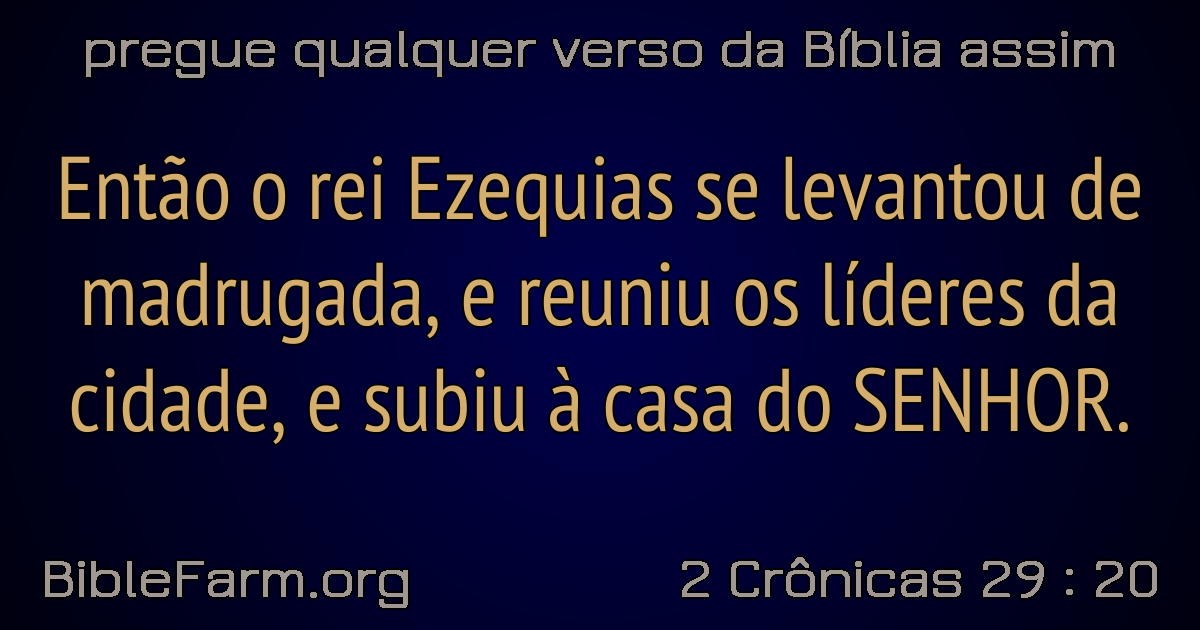 pregue qualquer verso da Bíblia assim
Então o rei Ezequias se levantou de
madrugada, e reuniu os líderes da
cidade, e subiu à casa do SENHOR.
BibleFarm.org
2 Crônicas 29 : 20